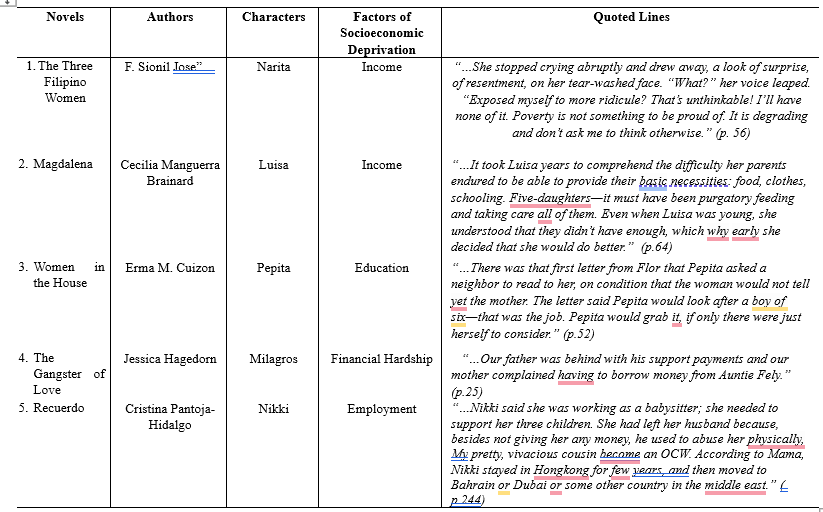 Novels Authors Characters Factors of Socioeconomic Deprivation Quoted Lines
1. The Three Filipino Women
F. Sionil Jose”
Narita
Income
“…She stopped crying abruptly and drew away, a look of surprise,
of resentment, on her tear-washed face. “What?” her voice leaped.
“Exposed myself to more ridicule? That’s unthinkable! I’ll have
none of it. Poverty is not something to be proud of. It is degrading
and don’t ask me to think otherwise.” (p. 56)
2. Magdalena
Cecilia Manguerra
Brainard
Luisa
Income
“…It took Luisa years to comprehend the difficulty her parents
endured to be able to provide their basic necessities: food, clothes,
schooling. Five-daughters—it must have been purgatory feeding
and taking care all of them. Even when Luisa was young, she
understood that they didn’t have enough, which why early she
decided that she would do better.” (p.64)
3. Women in
the House
Erma M. Cuizon
Pepita
Education
“…There was that first letter from Flor that Pepita asked a
neighbor to read to her, on condition that the woman would not tell
yet the mother. The letter said Pepita would look after a boy of
six—that was the job. Pepita would grab it, if only there were just
herself to consider.” (p.52)
4. The
Gangster of
Love
Jessica Hagedorn
Milagros
Financial Hardship
“…Our father was behind with his support payments and our
mother complained having to borrow money from Auntie Fely.”
(p.25)
5. Recuerdo
Cristina Pantoja-
Hidalgo
Nikki
Employment
“…Nikki said she was working as a babysitter; she needed to
support her three children. She had left her husband because,
besides not giving her any money, he used to abuse her physically,
My pretty, vivacious cousin become an OCW. According to Mama,
Nikki stayed in Hongkong for few years, and then moved to
Bahrain or Dubai or some other country in the middle east.” (
p.244)